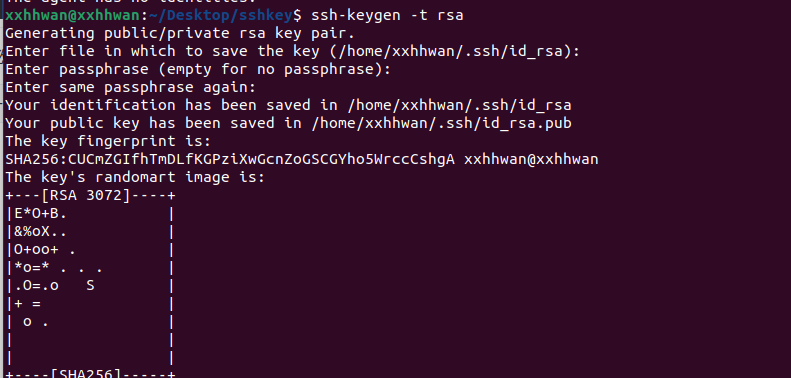 The agent has no identities.
xxhhwan@xxhhwan:~/Desktop/sshkey$ ssh-keygen -t rsa
Generating public/private rsa key pair.
Enter file in which to save the key (/home/xxhhwan/.ssh/id_rsa):
Enter passphrase (empty for no passphrase):
Enter same passphrase again:
Your identification has been saved in /home/xxhhwan/.ssh/id_rsa
Your public key has been saved in /home/xxhhwan/.ssh/id_rsa.pub
The key fingerprint is:
SHA256:CUCmZGIfhTmDLfKGPziXwGcnZoGSCGYho5WrccCshgA xxhhwan@xxhhwan
The key's randomart image is:
+---[RSA 3072]----+
|E*O+B.           |
|&%oX..           |
|O+oo+ .          |
|*o=* . . .       |
|.O=.o   S        |
|+ =              |
| o .             |
|                 |
|                 |
+----[SHA256]-----+